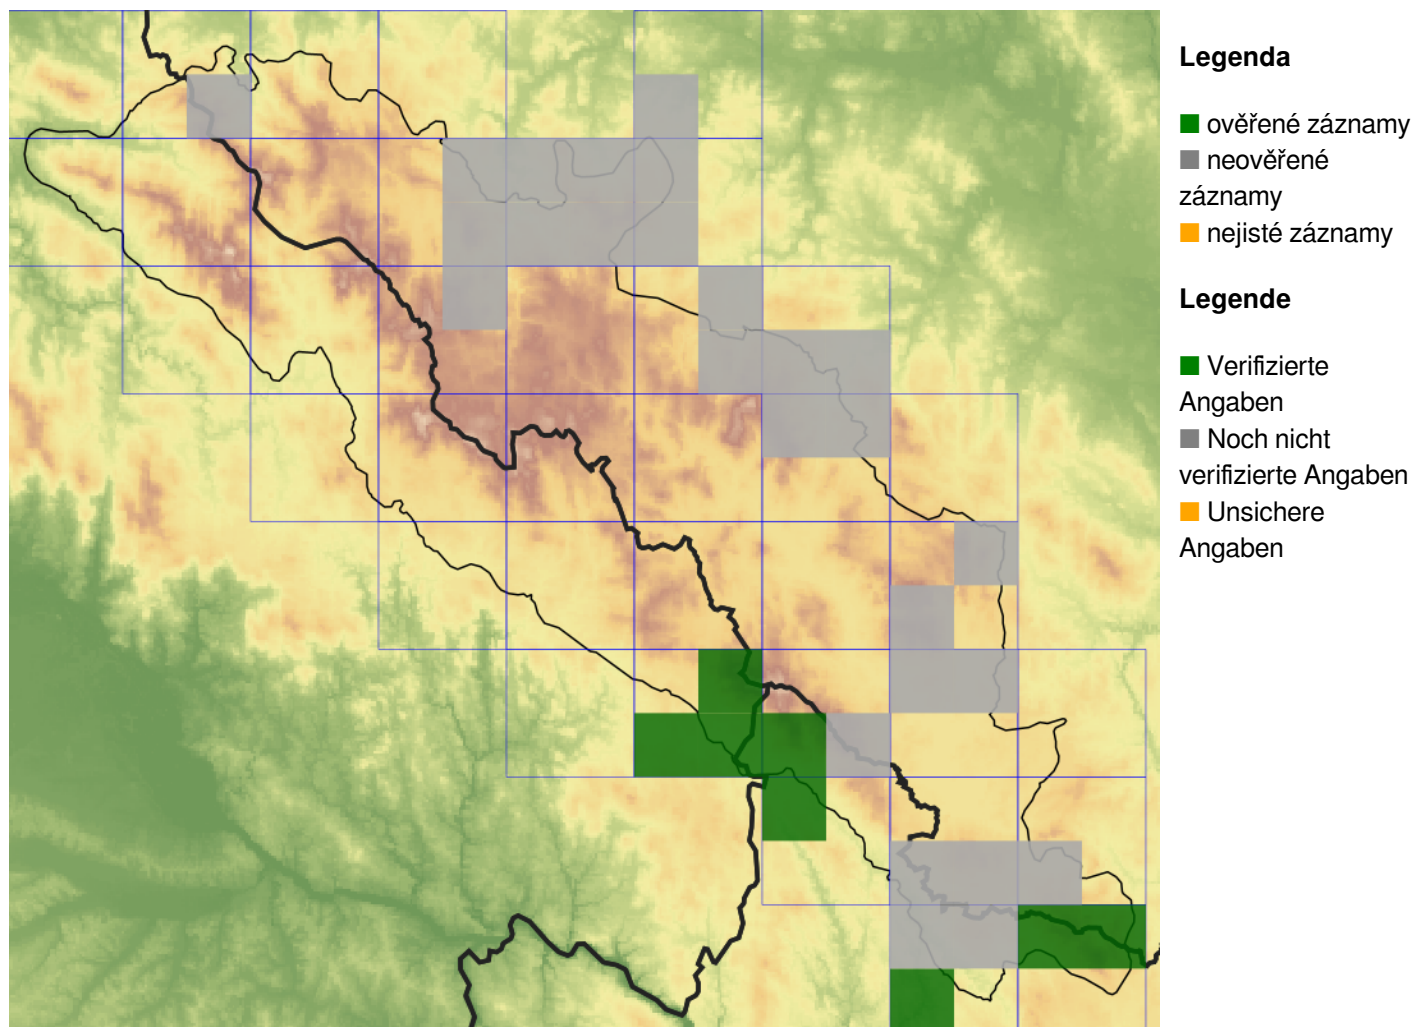 Legenda
ověřené záznamy
neověřené
záznamy
nejisté záznamy
Legende
Verifizierte
Angaben
Noch nicht
verifizierte Angaben
Unsichere
Angaben